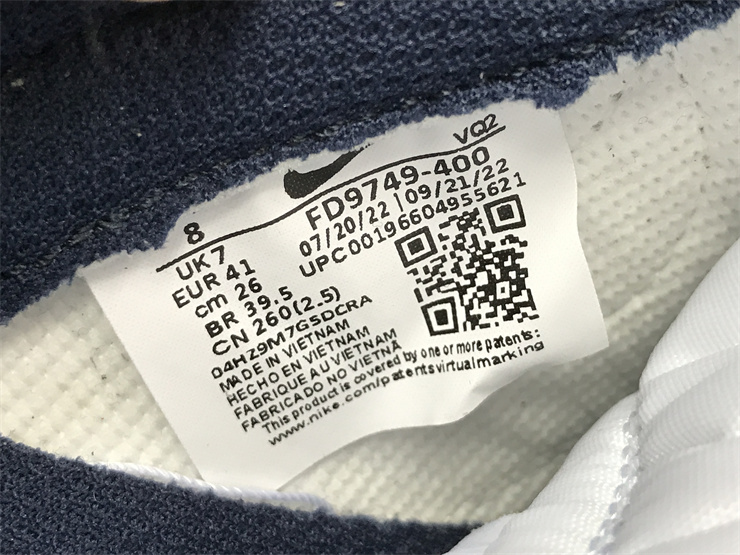 VQ2
8
FD9749-400
UK 7
07/20/22 | 09/21/22
EUR 41
UPC00196604955621
cm 26
BR 39.5
CN 260(2.5)
04HZ9M7G5DCRA
MADE IN VIETNAM
HECHO EN VIETNAM
FABRIQUE AU VIETNAM
FABRICADO NO VIETNÃ
This product is covered by one or more patents:
www.nike.com/patentsvirtualmarking